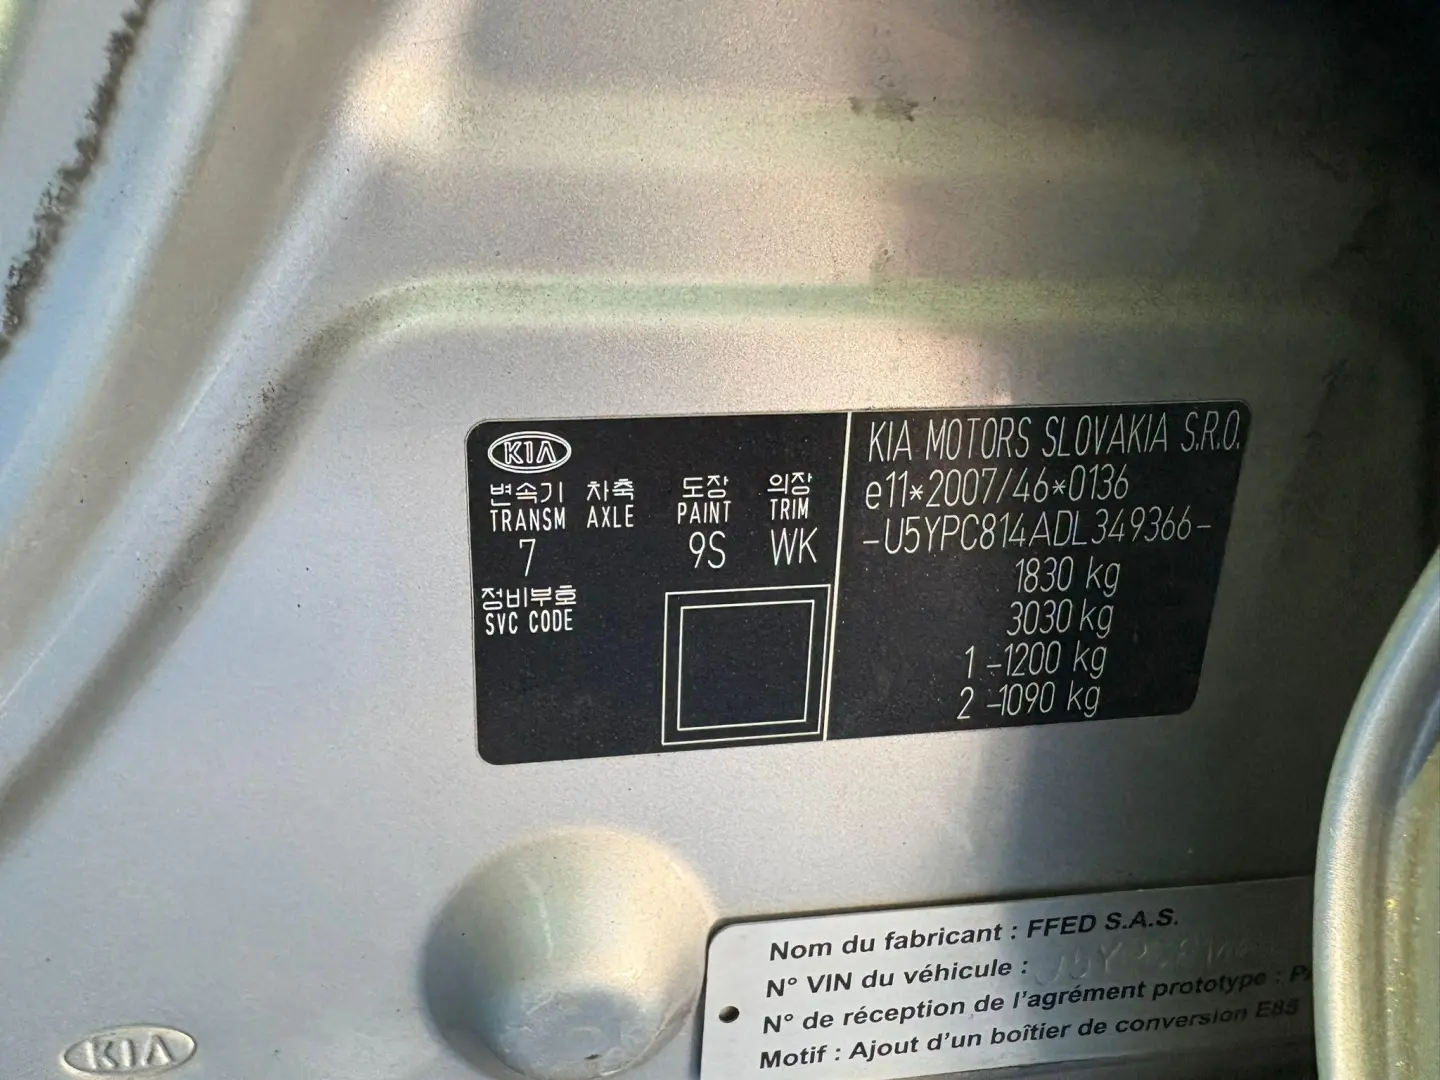 KIA
변속기 차축 도장 의장
TRANSM AXLE PAINT TRIM
7 9S WK
정비부호
SVC CODE
KIA MOTORS SLOVAKIA S.R.O.
e11*2007/46*0136
-U5YPC814ADL349366-
1830 kg
3030 kg
1 -1200 kg
2 -1090 kg
Nom du fabricant : FFED S.A.S.
N° VIN du véhicule :
N° de réception de l'agrément prototype :
Motif : Ajout d'un boîtier de conversion E85
KIA